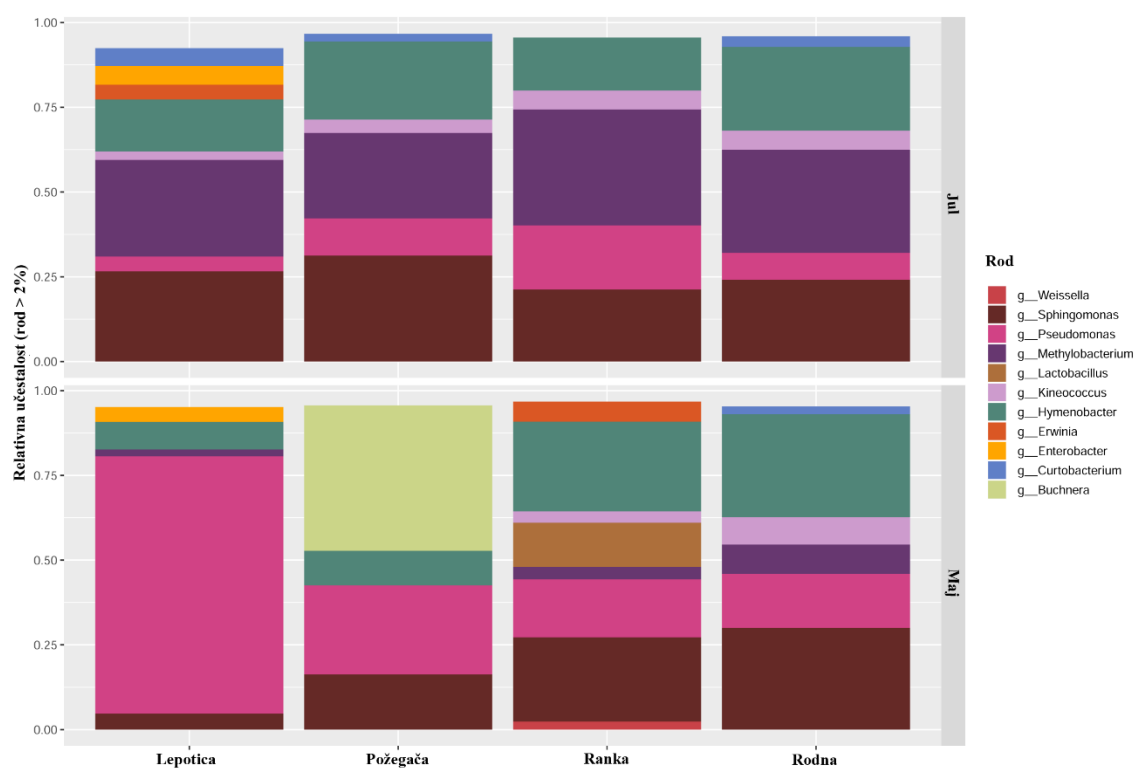 Relativna učestalost (rod > 2%)
1.00
0.75
0.50
0.25
0.00
Jul
1.00
0.75
0.50
0.25
0.00
Maj
Lepotica
Požegača
Ranka
Rodna
Rod
g__Weissella
g__Sphingomonas
g__Pseudomonas
g__Methylobacterium
g__Lactobacillus
g__Kineococcus
g__Hymenobacter
g__Erwinia
g__Enterobacter
g__Curtobacterium
g__Buchnera